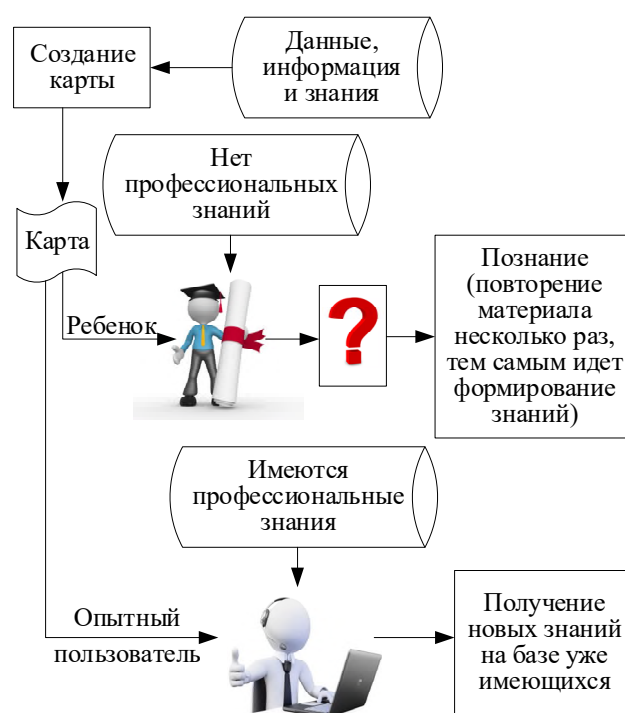 Создание
карты
Данные,
информация
и знания
Нет
профессиональных
знаний
Карта
Ребенок
?
Познание
(повторение
материала
несколько раз,
тем самым идет
формирование
знаний)
Имеются
профессиональные
знания
Опытный
пользователь
Получение
новых знаний
на базе уже
имеющихся